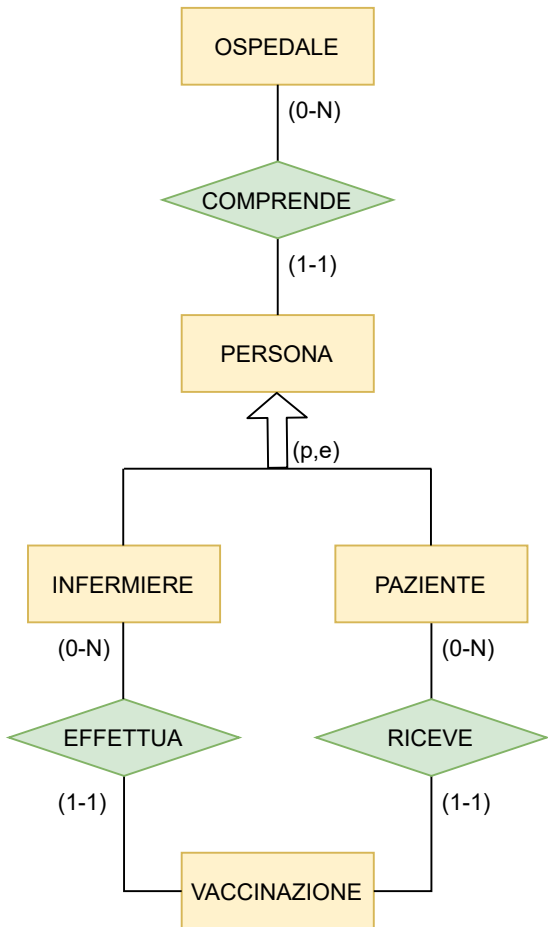 OSPEDALE
(0-N)
COMPRENDE
(1-1)
PERSONA
(p,e)
INFERMIERE
PAZIENTE
(0-N)
(0-N)
EFFETTUA
RICEVE
(1-1)
(1-1)
VACCINAZIONE